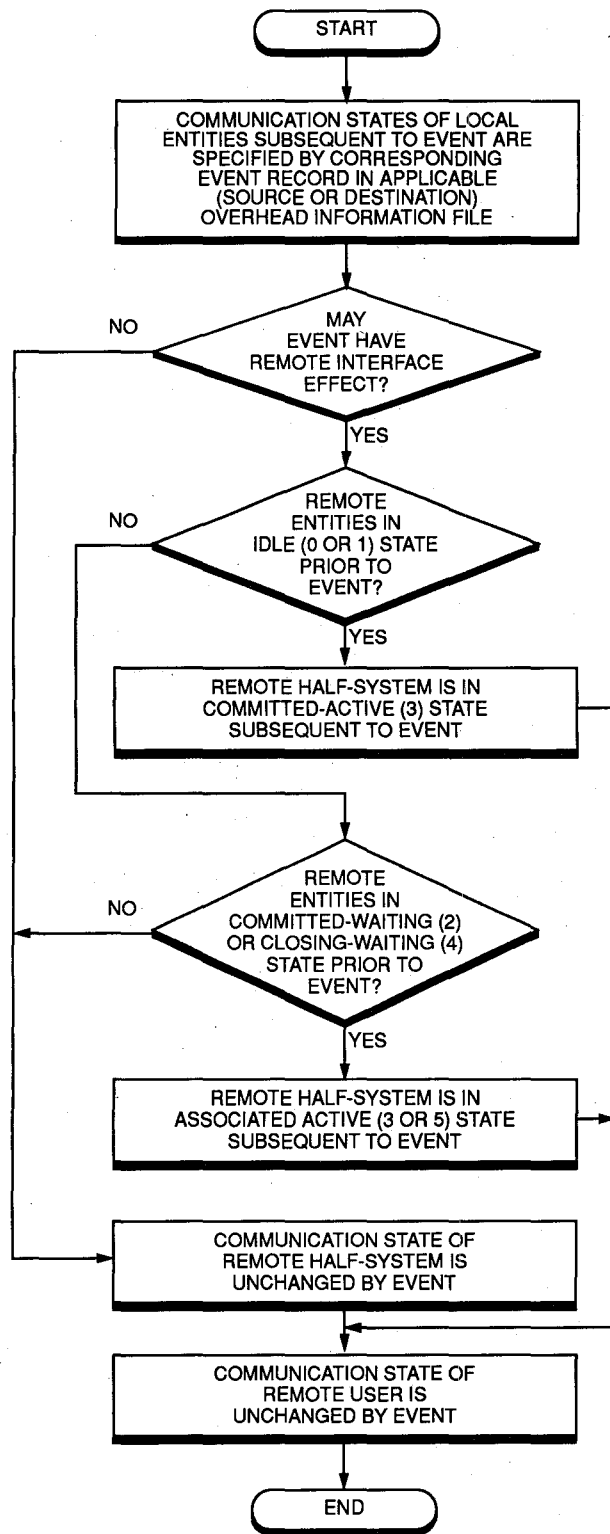 START
COMMUNICATION STATES OF LOCAL
ENTITIES SUBSEQUENT TO EVENT ARE
SPECIFIED BY CORRESPONDING
EVENT RECORD IN APPLICABLE
(SOURCE OR DESTINATION)
OVERHEAD INFORMATION FILE
NO
MAY
EVENT HAVE
REMOTE INTERFACE
EFFECT?
YES
NO
REMOTE
ENTITIES IN
IDLE (0 OR 1) STATE
PRIOR TO
EVENT?
YES
REMOTE HALF-SYSTEM IS IN
COMMITTED-ACTIVE (3) STATE
SUBSEQUENT TO EVENT
NO
REMOTE
ENTITIES IN
COMMITTED-WAITING (2)
OR CLOSING-WAITING (4)
STATE PRIOR TO
EVENT?
YES
REMOTE HALF-SYSTEM IS IN
ASSOCIATED ACTIVE (3 OR 5) STATE
SUBSEQUENT TO EVENT
COMMUNICATION STATE OF
REMOTE HALF-SYSTEM IS
UNCHANGED BY EVENT
COMMUNICATION STATE OF
REMOTE USER IS
UNCHANGED BY EVENT
END